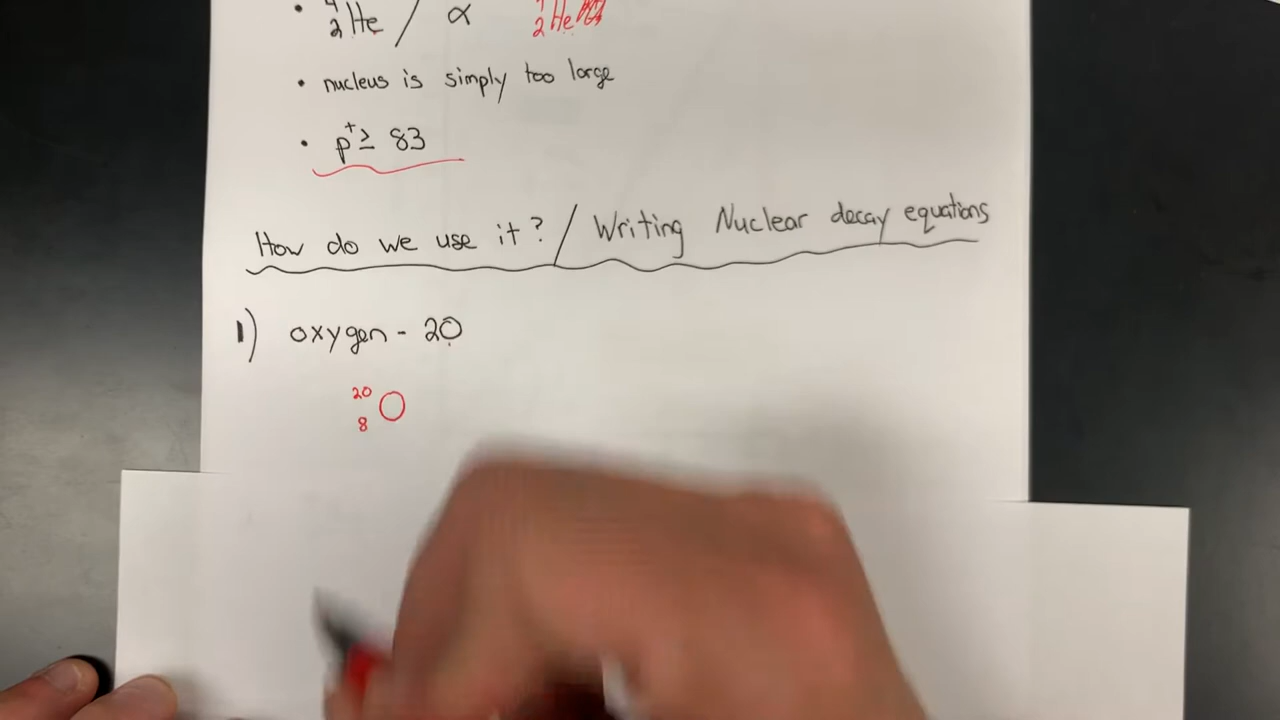 • ⁴₂He / α ₂He
• nucleus is simply too large
• p⁺ ≥ 83
How do we use it? / Writing Nuclear decay equations
1) oxygen - 20
²⁰₈O